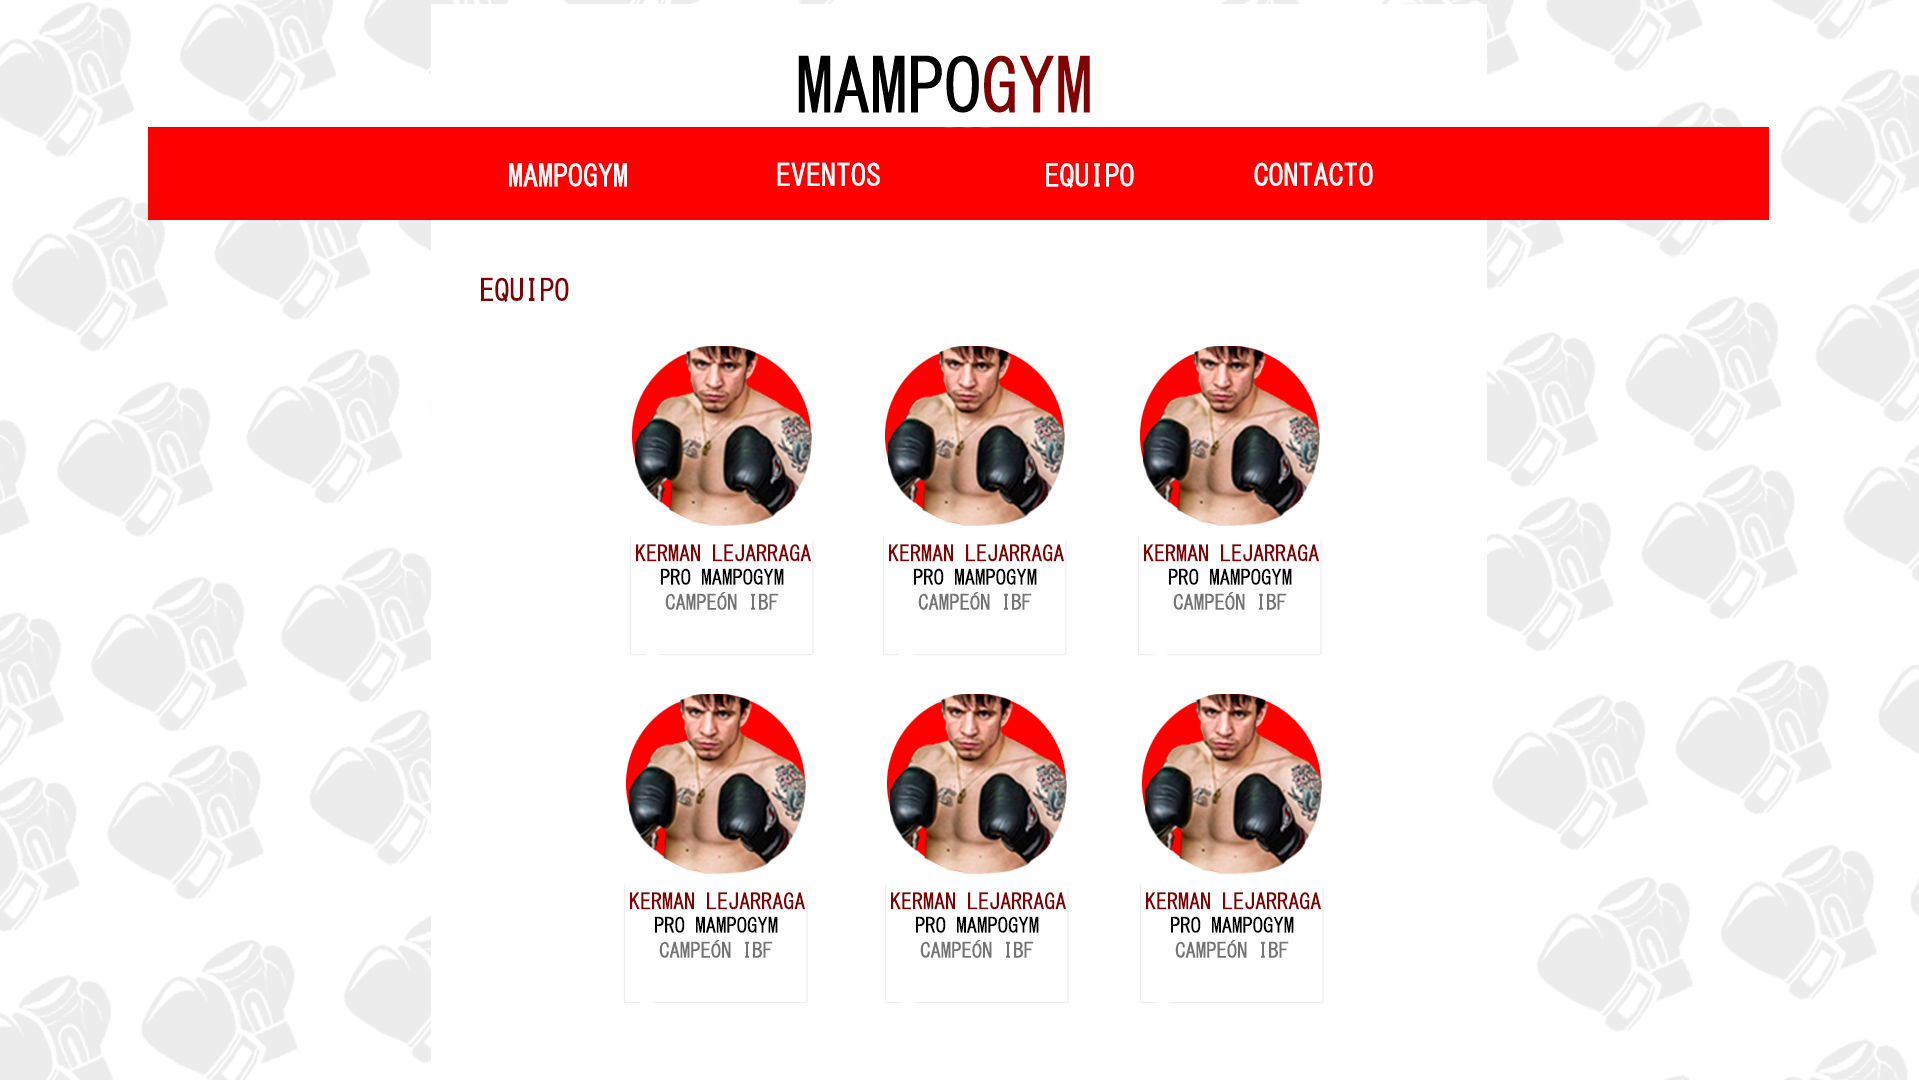 MAMPOGYM
MAMPOGYM EVENTOS EQUIPO CONTACTO
EQUIPO
KERMAN LEJARRAGA KERMAN LEJARRAGA KERMAN LEJARRAGA
PRO MAMPOGYM PRO MAMPOGYM PRO MAMPOGYM
CAMPEÓN IBF CAMPEÓN IBF CAMPEÓN IBF
KERMAN LEJARRAGA KERMAN LEJARRAGA KERMAN LEJARRAGA
PRO MAMPOGYM PRO MAMPOGYM PRO MAMPOGYM
CAMPEÓN IBF CAMPEÓN IBF CAMPEÓN IBF